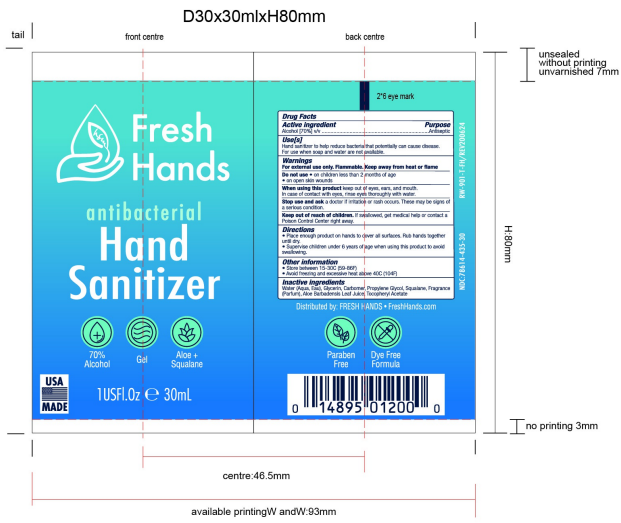 D30x30mlxH80mm
tail
front centre
back centre
unsealed
without printing
unvarnished 7mm
2*6 eye mark
Fresh
Hands
antibacterial
Hand
Sanitizer
70%
Alcohol
Gel
Aloe +
Squalane
USA
MADE
1USFl.Oz ℮ 30mL
Drug Facts
Active ingredient Purpose
Alcohol [70%] v/v Antiseptic
Use[s]
Hand sanitizer to help reduce bacteria that potentially can cause disease.
For use when soap and water are not available.
Warnings
For external use only. Flammable. Keep away from heat or flame
Do not use • on children less than 2 months of age
• on open skin wounds
When using this product keep out of eyes, ears, and mouth.
In case of contact with eyes, rinse eyes thoroughly with water.
Stop use and ask a doctor if irritation or rash occurs. These may be signs of
a serious condition.
Keep out of reach of children. If swallowed, get medical help or contact a
Poison Control Center right away.
Directions
• Place enough product on hands to cover all surfaces. Rub hands together
until dry.
• Supervise children under 6 years of age when using this product to avoid
swallowing.
Other information
• Store between 15-30C (59-86F)
• Avoid freezing and excessive heat above 40C (104F)
Inactive ingredients
Water (Aqua, Eau), Glycerin, Carbomer, Propylene Glycol, Squalane, Fragrance
(Parfum), Aloe Barbadensis Leaf Juice, Tocopheryl Acetate
Distributed by: FRESH HANDS • FreshHands.com
Paraben
Free
Dye Free
Formula
0 14895 01200 0
NDC:78614-435-30 RW-901-T-FH/REV200624
H:80mm
no printing 3mm
centre:46.5mm
available printingW andW:93mm